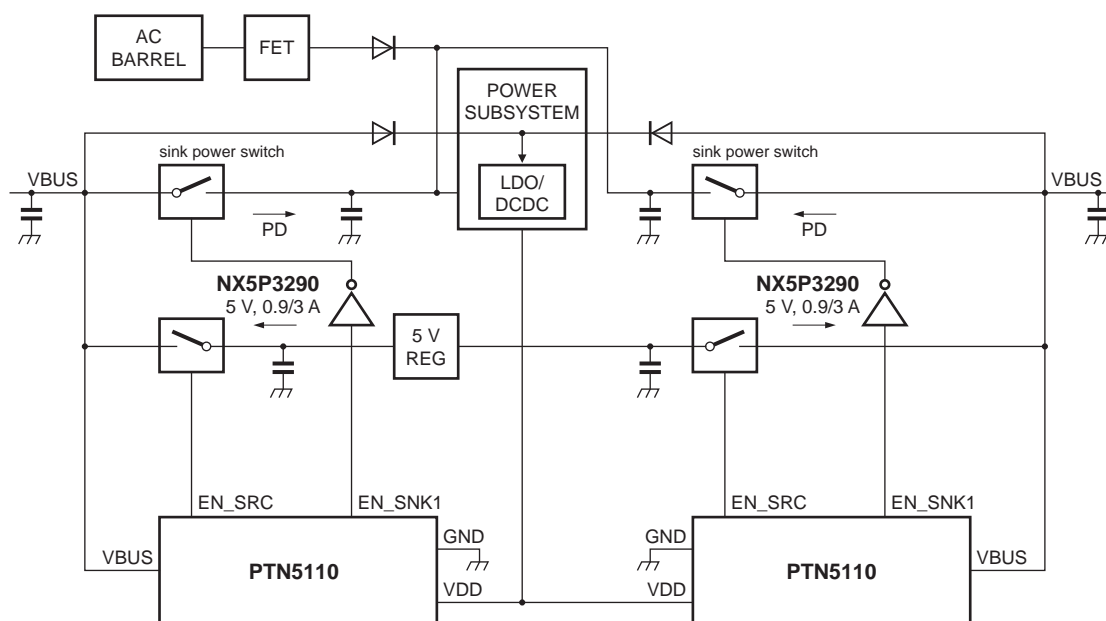 AC
BARREL
FET
POWER
SUBSYSTEM
sink power switch
sink power switch
VBUS
LDO/
DCDC
VBUS
PD
PD
NX5P3290
5 V, 0.9/3 A
NX5P3290
5 V, 0.9/3 A
5 V
REG
EN_SRC
EN_SNK1
EN_SRC
EN_SNK1
GND
GND
VBUS
PTN5110
PTN5110
VBUS
VDD
VDD